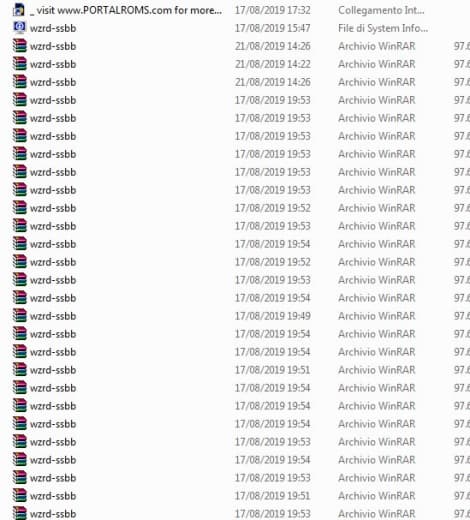 _ visit www.PORTALROMS.com for more... 17/08/2019 17:32 Collegamento Int...
wzrd-ssbb 17/08/2019 15:47 File di System Info...
wzrd-ssbb 21/08/2019 14:26 Archivio WinRAR 97.6
wzrd-ssbb 21/08/2019 14:22 Archivio WinRAR 97.6
wzrd-ssbb 21/08/2019 14:26 Archivio WinRAR 97.6
wzrd-ssbb 17/08/2019 19:53 Archivio WinRAR 97.6
wzrd-ssbb 17/08/2019 19:53 Archivio WinRAR 97.6
wzrd-ssbb 17/08/2019 19:53 Archivio WinRAR 97.6
wzrd-ssbb 17/08/2019 19:53 Archivio WinRAR 97.6
wzrd-ssbb 17/08/2019 19:53 Archivio WinRAR 97.6
wzrd-ssbb 17/08/2019 19:53 Archivio WinRAR 97.6
wzrd-ssbb 17/08/2019 19:52 Archivio WinRAR 97.6
wzrd-ssbb 17/08/2019 19:53 Archivio WinRAR 97.6
wzrd-ssbb 17/08/2019 19:54 Archivio WinRAR 97.6
wzrd-ssbb 17/08/2019 19:52 Archivio WinRAR 97.6
wzrd-ssbb 17/08/2019 19:53 Archivio WinRAR 97.6
wzrd-ssbb 17/08/2019 19:54 Archivio WinRAR 97.6
wzrd-ssbb 17/08/2019 19:49 Archivio WinRAR 97.6
wzrd-ssbb 17/08/2019 19:54 Archivio WinRAR 97.6
wzrd-ssbb 17/08/2019 19:54 Archivio WinRAR 97.6
wzrd-ssbb 17/08/2019 19:51 Archivio WinRAR 97.6
wzrd-ssbb 17/08/2019 19:54 Archivio WinRAR 97.6
wzrd-ssbb 17/08/2019 19:54 Archivio WinRAR 97.6
wzrd-ssbb 17/08/2019 19:54 Archivio WinRAR 97.6
wzrd-ssbb 17/08/2019 19:53 Archivio WinRAR 97.6
wzrd-ssbb 17/08/2019 19:54 Archivio WinRAR 97.6
wzrd-ssbb 17/08/2019 19:53 Archivio WinRAR 97.6
wzrd-ssbb 17/08/2019 19:51 Archivio WinRAR 97.6
wzrd-ssbb 17/08/2019 19:53 Archivio WinRAR 97.6